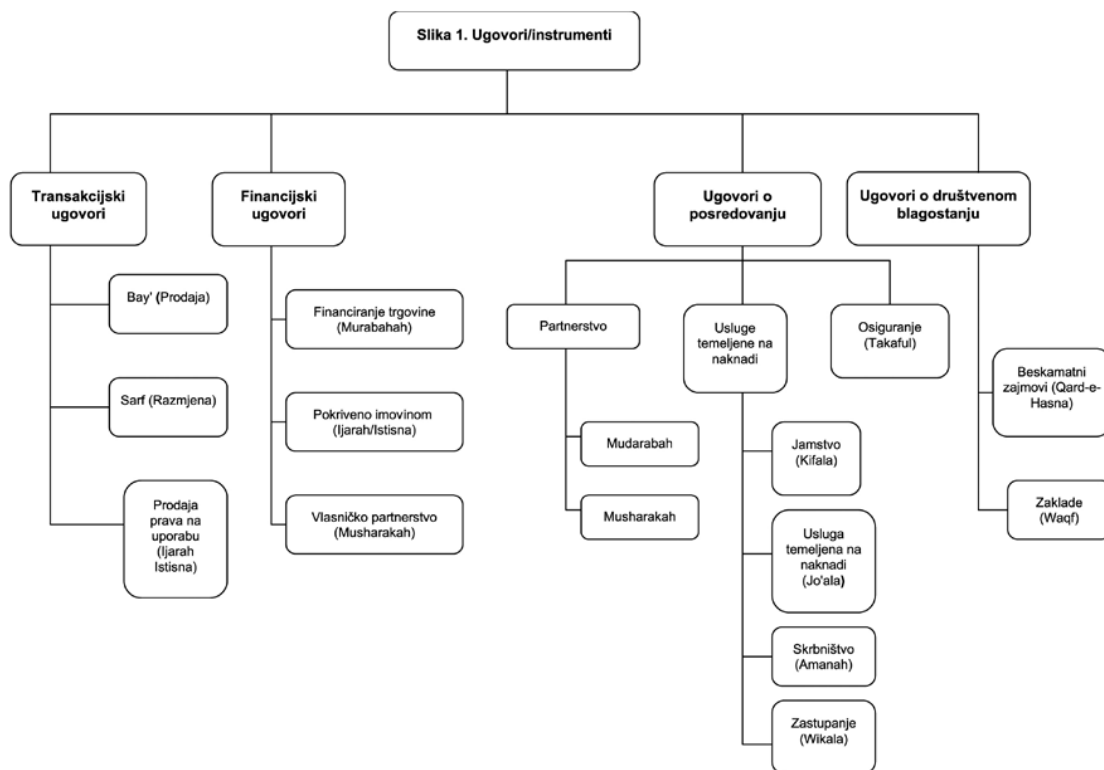 Slika 1. Ugovori/instrumenti
Transakcijski
ugovori
Financijski
ugovori
Ugovori o
posredovanju
Ugovori o društvenom
blagostanju
Bay' (Prodaja)
Sarf (Razmjena)
Prodaja
prava na
uporabu
(Ijarah
Istisna)
Financiranje trgovine
(Murabahah)
Pokriveno imovinom
(Ijarah/Istisna)
Vlasničko partnerstvo
(Musharakah)
Partnerstvo
Mudarabah
Musharakah
Usluge
temeljene na
naknadi
Jamstvo
(Kifala)
Usluga
temeljena na
naknadi
(Jo'ala)
Skrbništvo
(Amanah)
Zastupanje
(Wikala)
Osiguranje
(Takaful)
Beskamatni
zajmovi (Qard-e-
Hasna)
Zaklade
(Waqf)